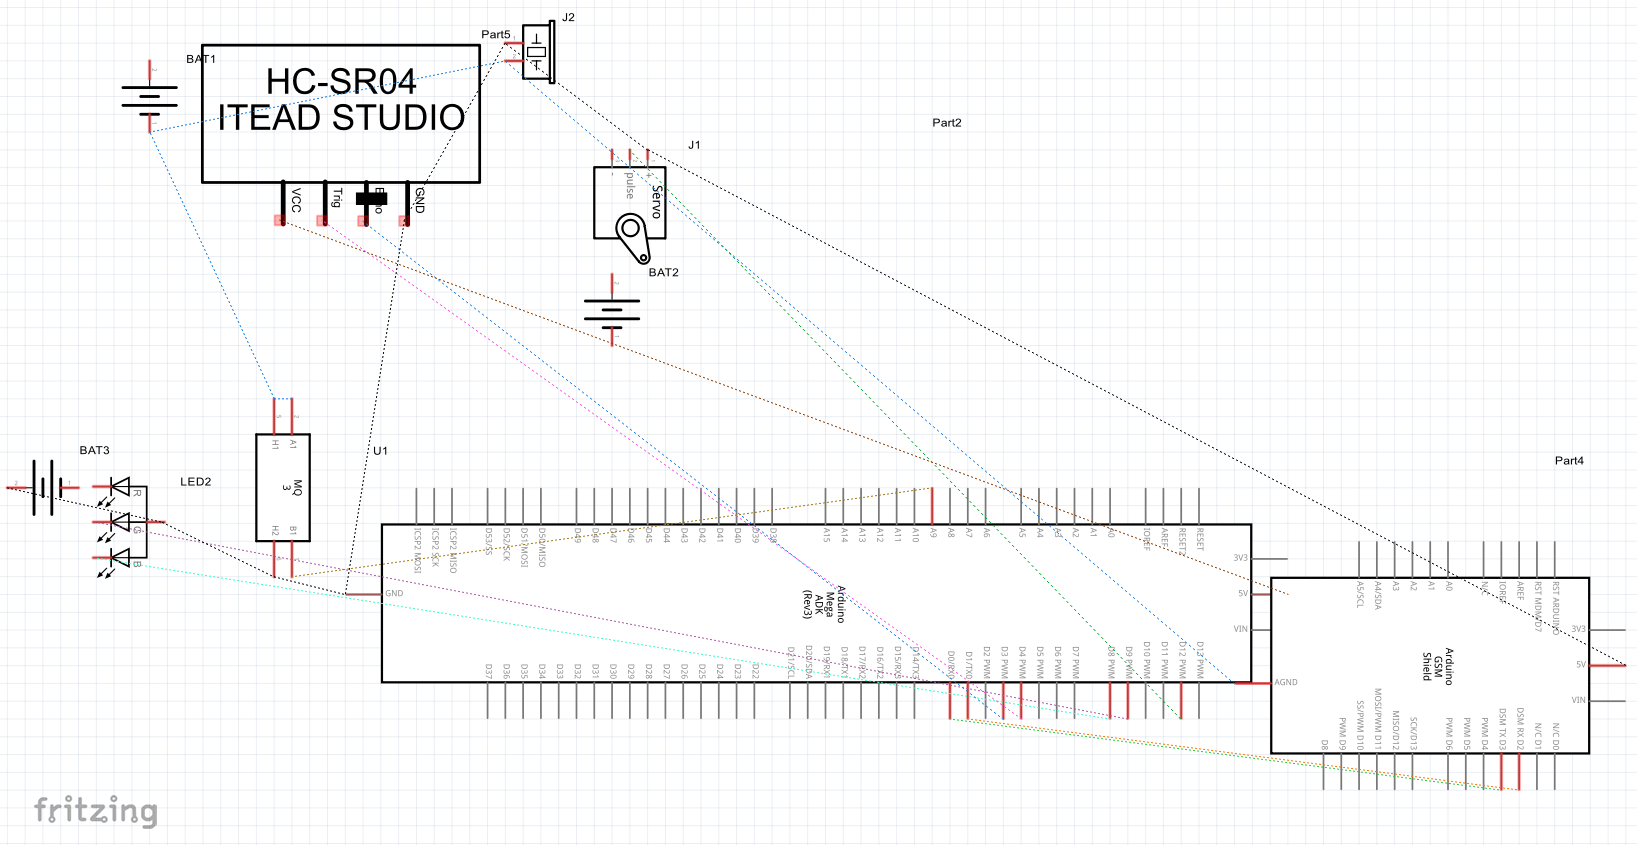 J2
Part5
BAT1
HC-SR04
ITEAD STUDIO
VCC
Trig
GND
Part2
J1
pulse
Servo
BAT2
BAT3
LED2
R
G
B
U1
H1
A1
MQ
3
H2
B1
Part4
ICSP2 MOSI
ICSP2 SCK
ICSP2 MISO
D53/SS
D52/SCK
D51/MOSI
D50/MISO
D49
D48
D47
D46
D45
D44
D43
D42
D41
D40
D39
D38
A15
A14
A13
A12
A11
A10
A9
A8
A7
A6
A5
A4
A3
A2
A1
A0
IOREF
AREF
RESET2
RESET
3V3
5V
VIN
GND
AGND
Arduino
Mega
ADK
(Rev3)
D37
D36
D35
D34
D33
D32
D31
D30
D29
D28
D27
D26
D25
D24
D23
D22
D21/SCL
D20/SDA
D19/RX1
D18/TX1
D17/RX2
D16/TX2
D15/RX3
D14/TX3
D0/RX0
D1/TX0
D2 PWM
D3 PWM
D4 PWM
D5 PWM
D6 PWM
D7 PWM
D8 PWM
D9 PWM
D10 PWM
D11 PWM
D12 PWM
D13 PWM
A5/SCL
A4/SDA
A3
A2
A1
A0
N/C
IOREF
AREF
RST MDM/D7
RST ARDUINO
3V3
5V
VIN
Arduino
GSM
Shield
D8
PWM D9
SS/PWM D10
MOSI/PWM D11
MISO/D12
SCK/D13
PWM D6
PWM D5
PWM D4
DSM TX D3
DSM RX D2
N/C D1
N/C D0
fritzing